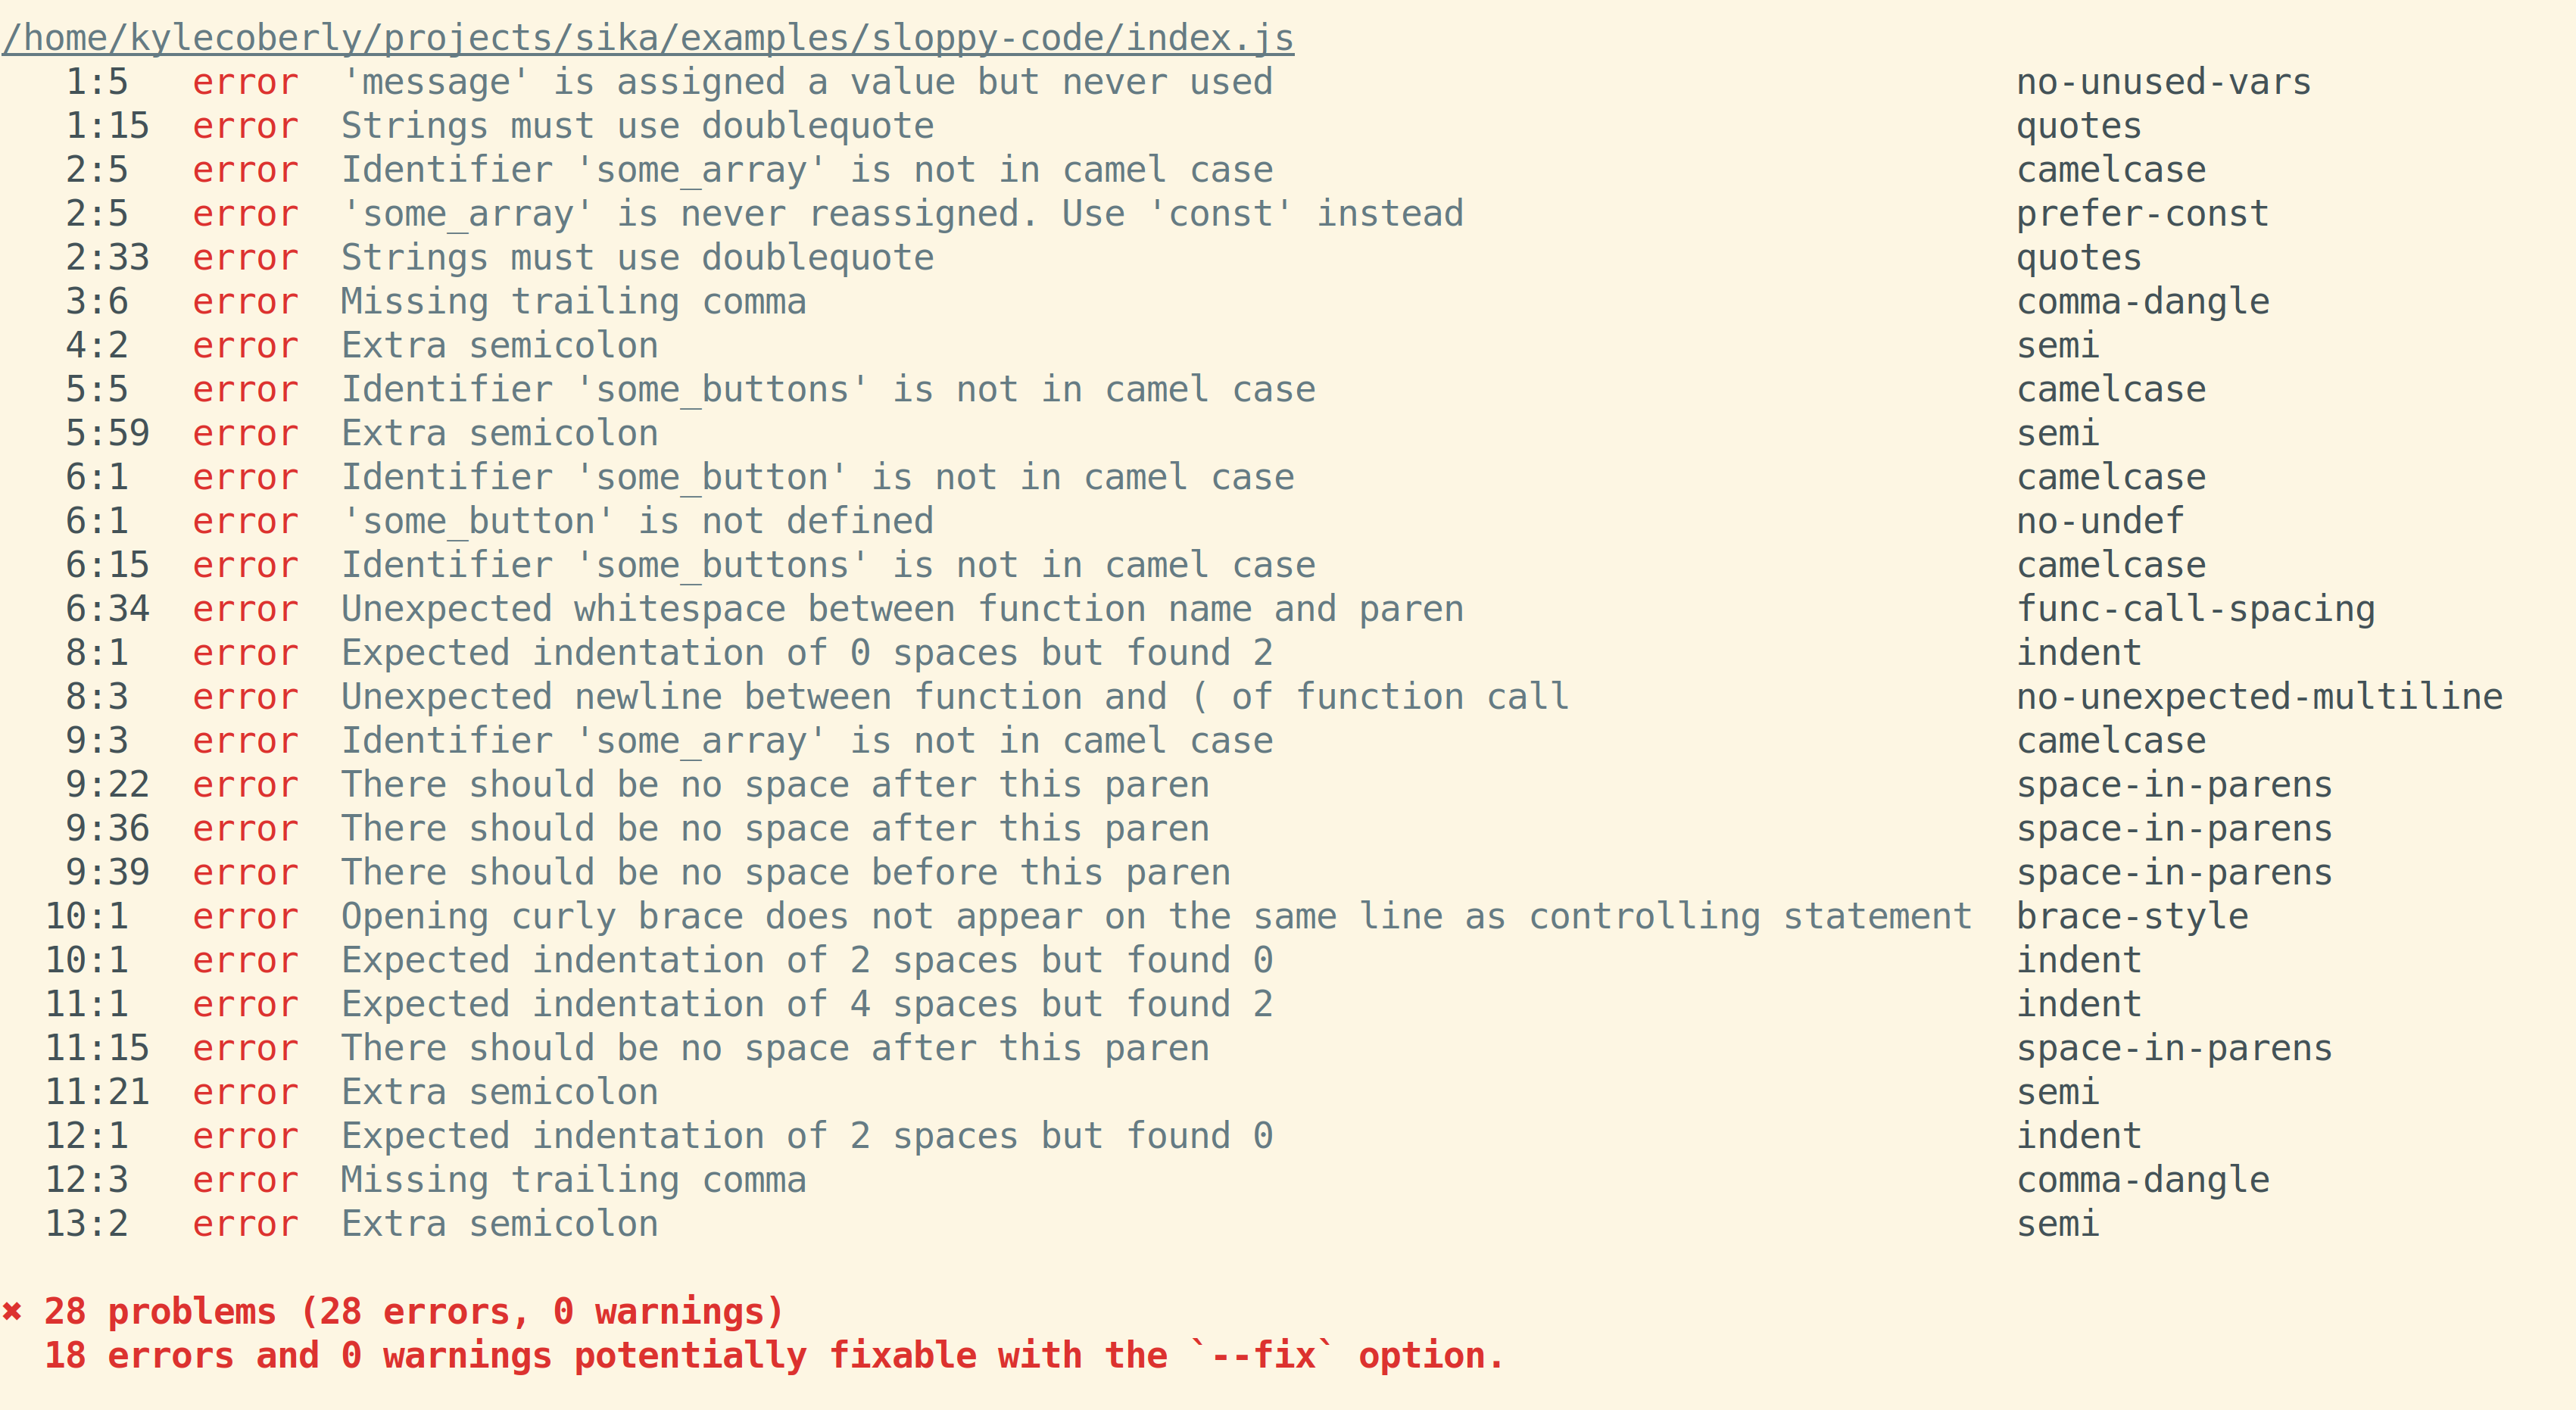 /home/kylecoberly/projects/sika/examples/sloppy-code/index.js
1:5 error 'message' is assigned a value but never used no-unused-vars
1:15 error Strings must use doublequote quotes
2:5 error Identifier 'some_array' is not in camel case camelcase
2:5 error 'some_array' is never reassigned. Use 'const' instead prefer-const
2:33 error Strings must use doublequote quotes
3:6 error Missing trailing comma comma-dangle
4:2 error Extra semicolon semi
5:5 error Identifier 'some_buttons' is not in camel case camelcase
5:59 error Extra semicolon semi
6:1 error Identifier 'some_button' is not in camel case camelcase
6:1 error 'some_button' is not defined no-undef
6:15 error Identifier 'some_buttons' is not in camel case camelcase
6:34 error Unexpected whitespace between function name and paren func-call-spacing
8:1 error Expected indentation of 0 spaces but found 2 indent
8:3 error Unexpected newline between function and ( of function call no-unexpected-multiline
9:3 error Identifier 'some_array' is not in camel case camelcase
9:22 error There should be no space after this paren space-in-parens
9:36 error There should be no space after this paren space-in-parens
9:39 error There should be no space before this paren space-in-parens
10:1 error Opening curly brace does not appear on the same line as controlling statement brace-style
10:1 error Expected indentation of 2 spaces but found 0 indent
11:1 error Expected indentation of 4 spaces but found 2 indent
11:15 error There should be no space after this paren space-in-parens
11:21 error Extra semicolon semi
12:1 error Expected indentation of 2 spaces but found 0 indent
12:3 error Missing trailing comma comma-dangle
13:2 error Extra semicolon semi
✖ 28 problems (28 errors, 0 warnings)
18 errors and 0 warnings potentially fixable with the `--fix` option.